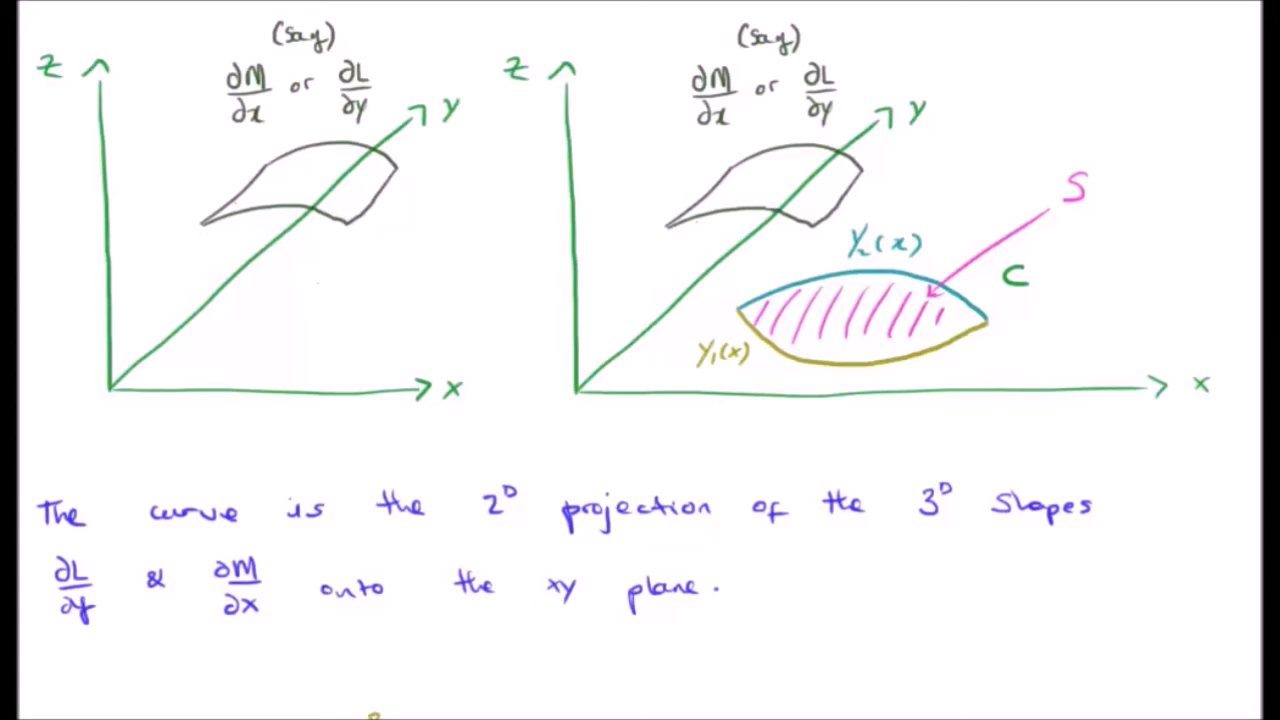 (say)
∂M/∂x or ∂L/∂y
Z
y
x
(say)
∂M/∂x or ∂L/∂y
Z
y
S
Y₂(x)
C
Y₁(x)
x
The curve is the 2ᴰ projection of the 3ᴰ Slopes
∂L/∂y & ∂M/∂x onto the xy plane.